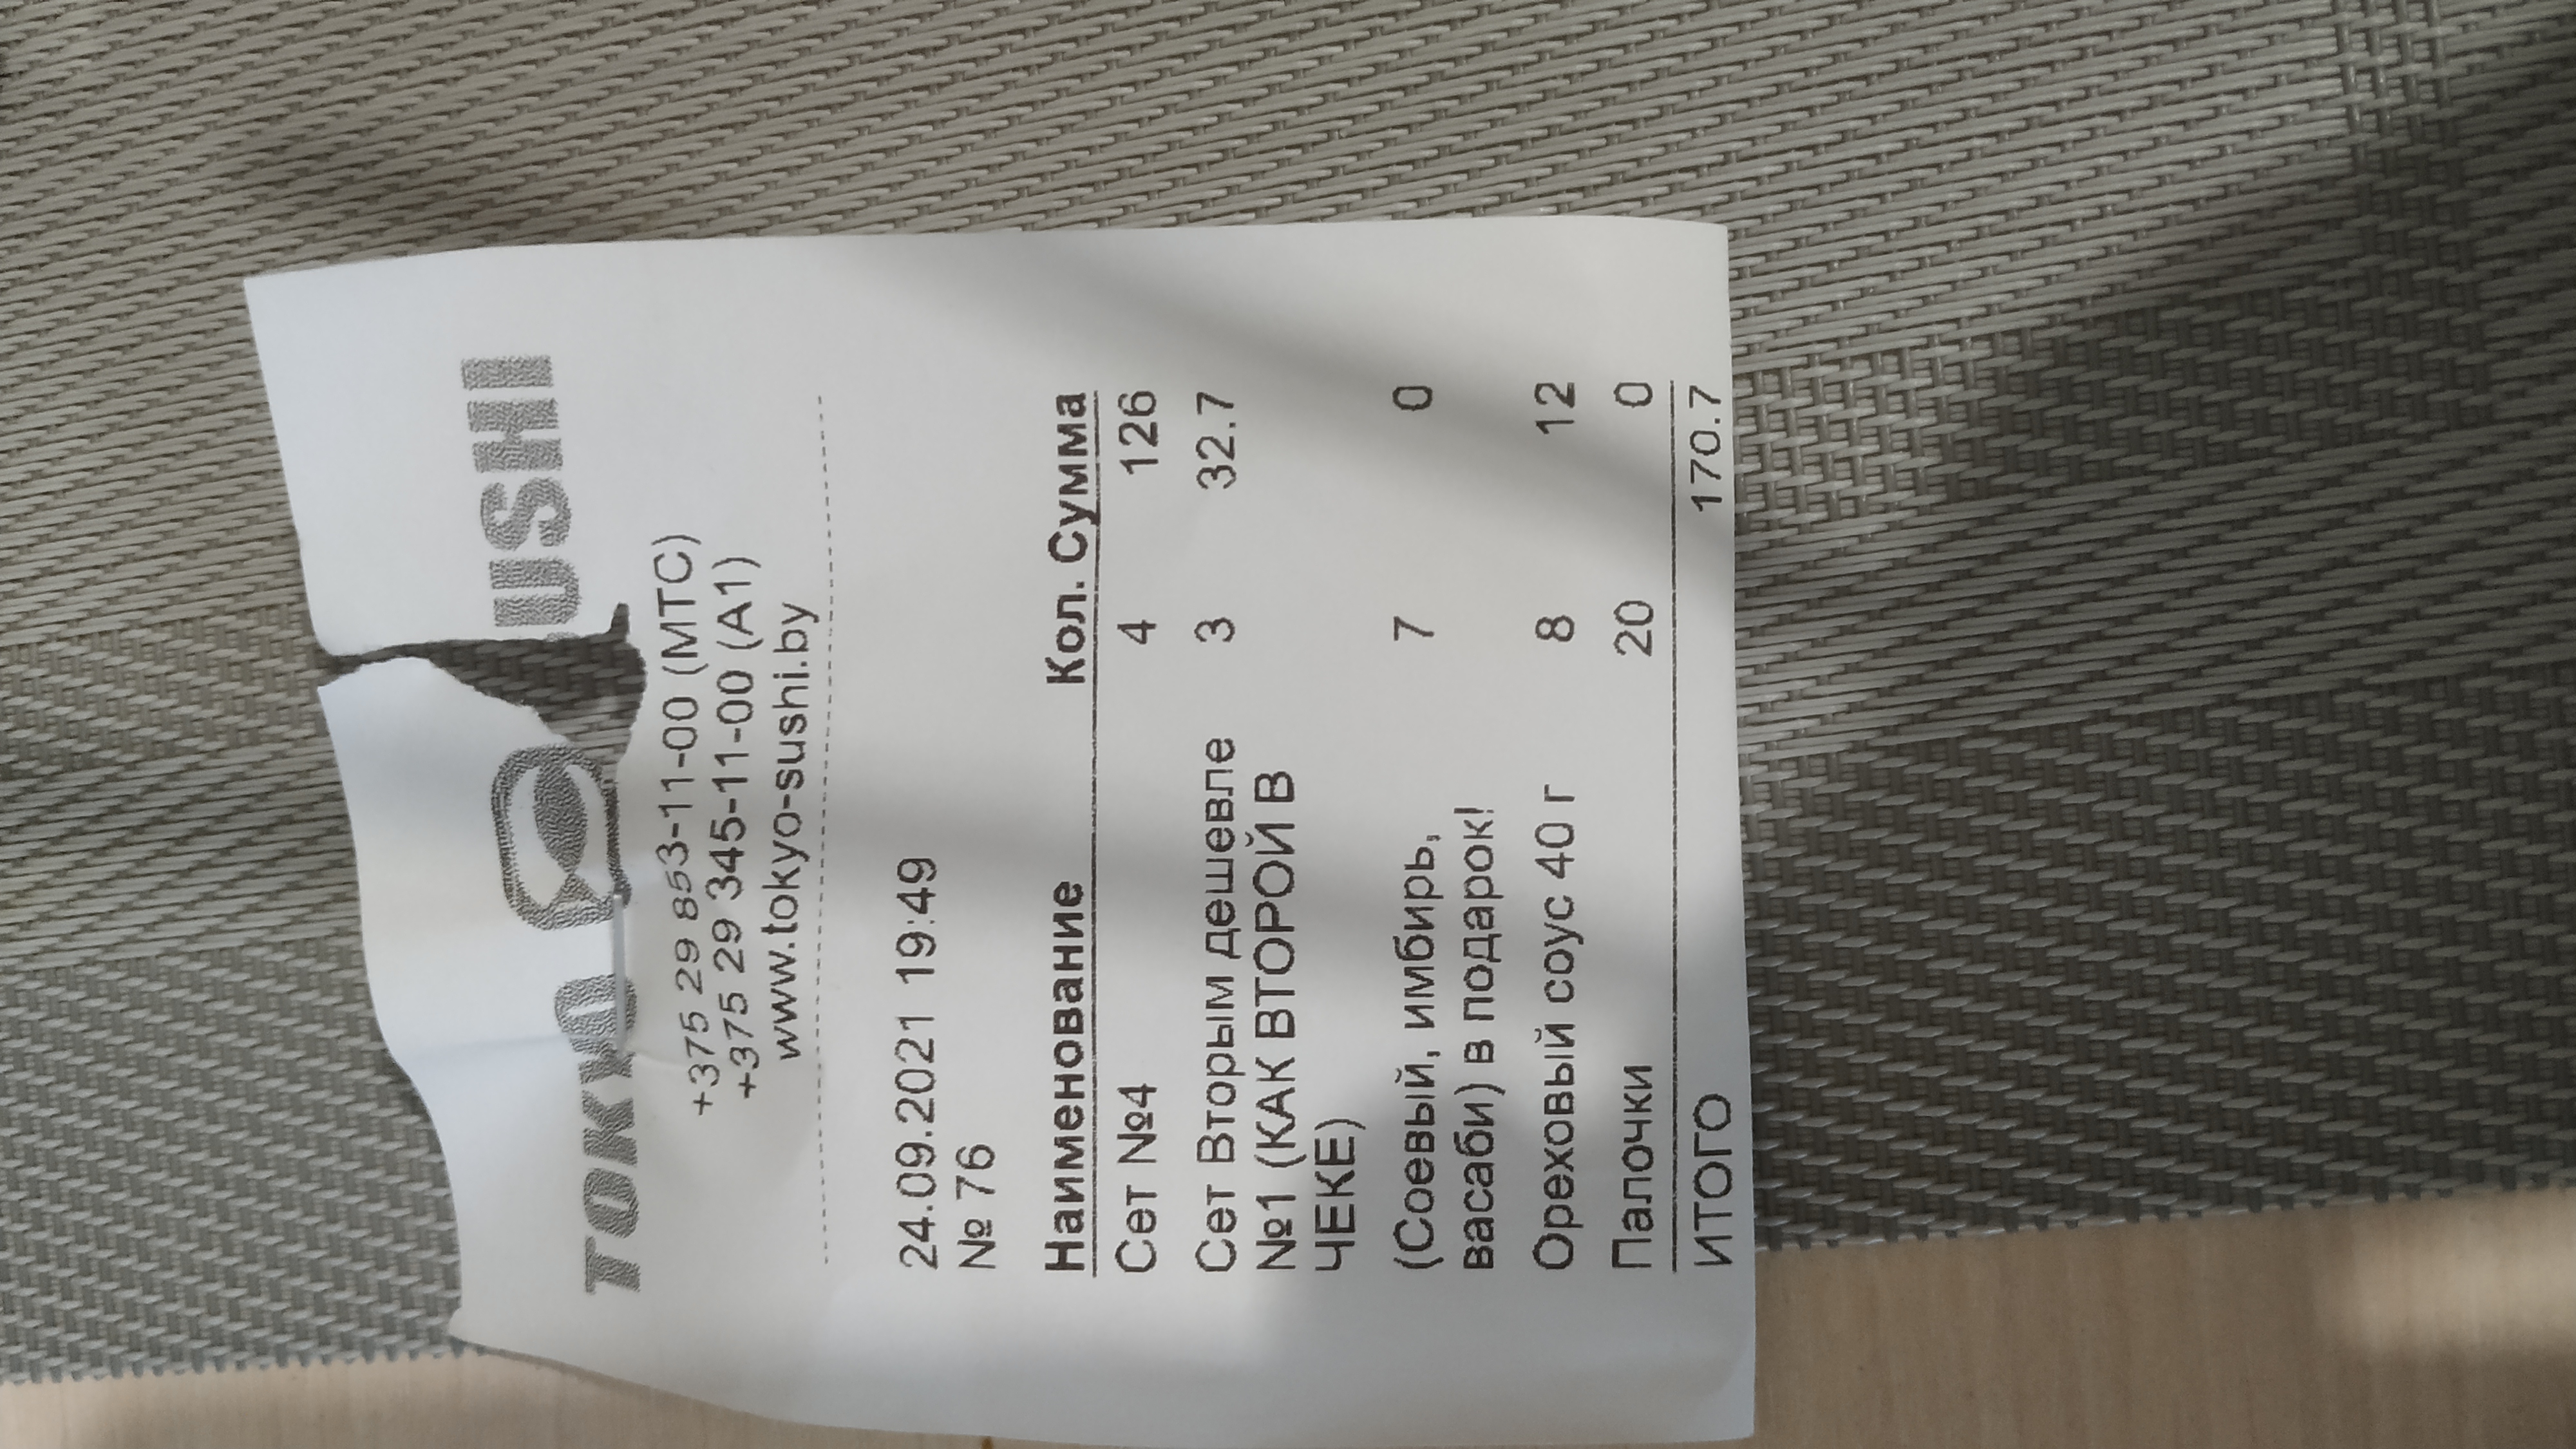 TOKYO SUSHI
+375 29 853-11-00 (МТС)
+375 29 345-11-00 (А1)
www.tokyo-sushi.by
24.09.2021 19:49
№ 76
Наименование Кол. Сумма
Сет №4 4 126
Сет Вторым дешевле 3 32.7
№1 (КАК ВТОРОЙ В
ЧЕКЕ)
(Соевый, имбирь, 7 0
васаби) в подарок!
Ореховый соус 40 г 8 12
Палочки 20 0
ИТОГО 170.7